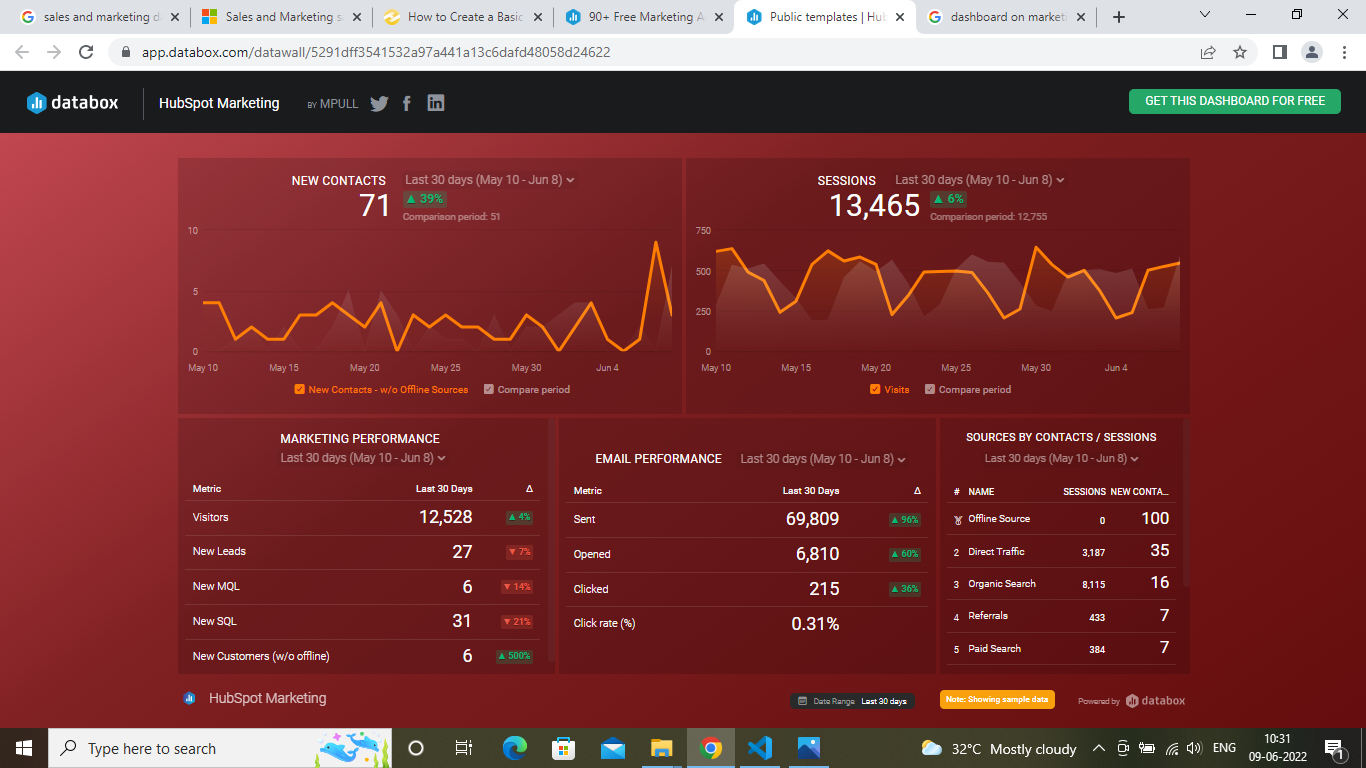 sales and marketing d
Sales and Marketing sa
How to Create a Basic
90+ Free Marketing A
Public templates | Hub
dashboard on market
app.databox.com/datawall/5291dff3541532a97a441a13c6dafd48058d24622
databox
HubSpot Marketing
BY MPULL
GET THIS DASHBOARD FOR FREE
NEW CONTACTS Last 30 days (May 10 - Jun 8)
71 ▲ 39%
Comparison period: 51
10
5
0
May 10 May 15 May 20 May 25 May 30 Jun 4
New Contacts - w/o Offline Sources Compare period
SESSIONS Last 30 days (May 10 - Jun 8)
13,465 ▲ 6%
Comparison period: 12,755
750
500
250
0
May 10 May 15 May 20 May 25 May 30 Jun 4
Visits Compare period
MARKETING PERFORMANCE
Last 30 days (May 10 - Jun 8)
Metric Last 30 Days Δ
Visitors 12,528 ▲ 4%
New Leads 27 ▼ 7%
New MQL 6 ▼ 14%
New SQL 31 ▼ 21%
New Customers (w/o offline) 6 ▲ 500%
EMAIL PERFORMANCE Last 30 days (May 10 - Jun 8)
Metric Last 30 Days Δ
Sent 69,809 ▲ 96%
Opened 6,810 ▲ 60%
Clicked 215 ▲ 36%
Click rate (%) 0.31%
SOURCES BY CONTACTS / SESSIONS
Last 30 days (May 10 - Jun 8)
# NAME SESSIONS NEW CONTA...
Offline Source 0 100
2 Direct Traffic 3,187 35
3 Organic Search 8,115 16
4 Referrals 433 7
5 Paid Search 384 7
HubSpot Marketing
Date Range Last 30 days
Note: Showing sample data
Powered by databox
Type here to search
32°C Mostly cloudy
ENG
10:31
09-06-2022
1